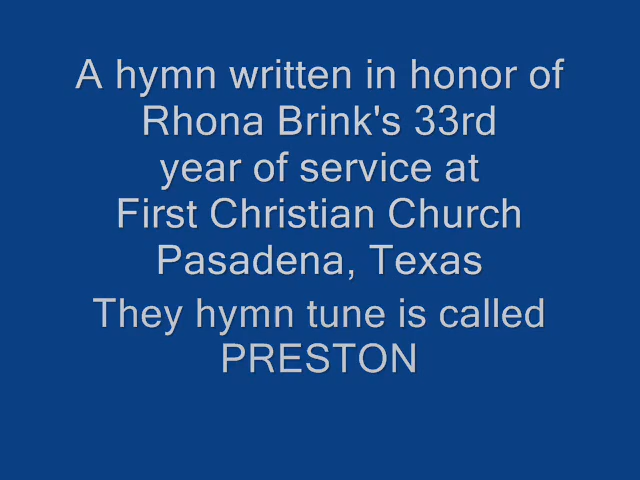 A hymn written in honor of
Rhona Brink's 33rd
year of service at
First Christian Church
Pasadena, Texas
They hymn tune is called
PRESTON